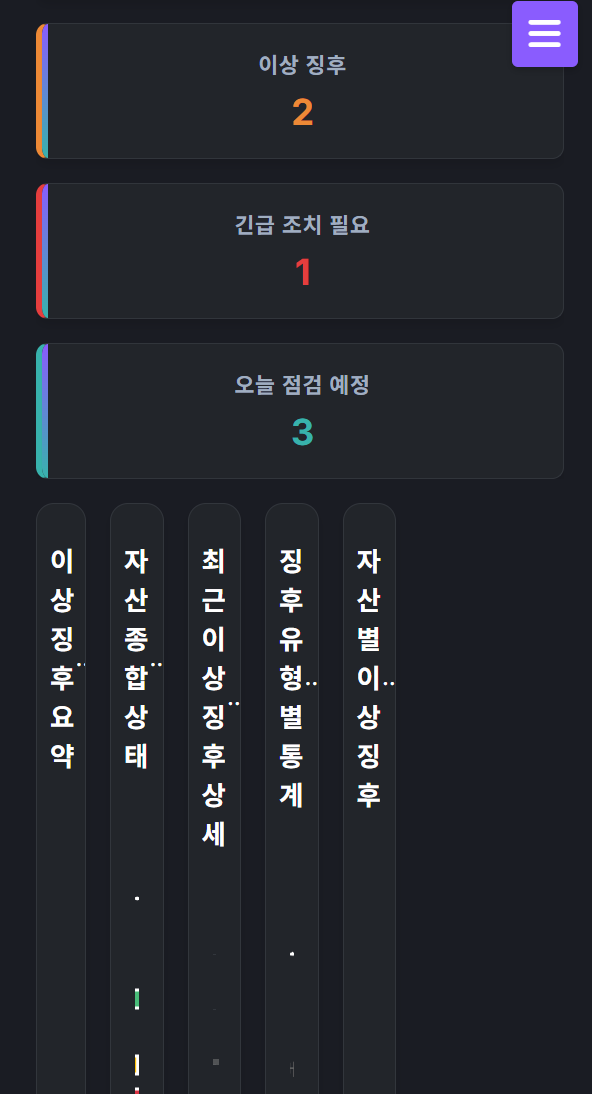 이상 징후
2
긴급 조치 필요
1
오늘 점검 예정
3
이상징후요약
자산종합상태
최근이상징후상세
징후유형별통계
자산별이상징후